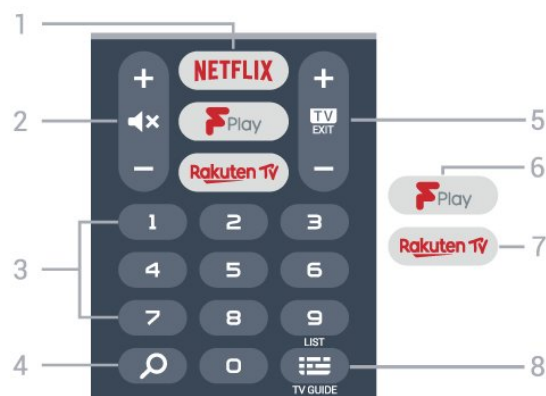 1
NETFLIX
+
+
2
F Play
TV
EXIT
5
−
Rakuten TV
−
6
F Play
1
2
3
3
4
5
6
Rakuten TV
7
7
8
9
LIST
4
0
8
TV GUIDE